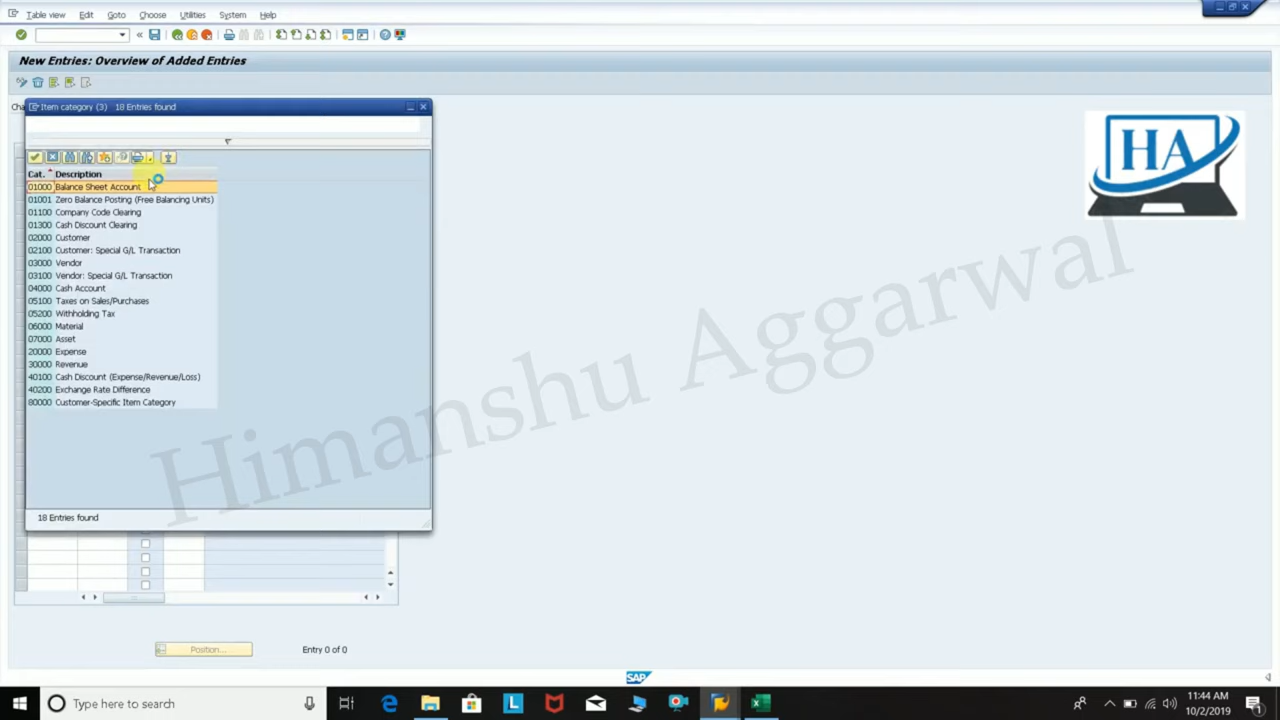 Table view Edit Goto Choose Utilities System Help
New Entries: Overview of Added Entries
Item category (3) 18 Entries found
Cat. Description
01000 Balance Sheet Account
01001 Zero Balance Posting (Free Balancing Units)
01100 Company Code Clearing
01300 Cash Discount Clearing
02000 Customer
02100 Customer: Special G/L Transaction
03000 Vendor
03100 Vendor: Special G/L Transaction
04000 Cash Account
05100 Taxes on Sales/Purchases
05200 Withholding Tax
06000 Material
07000 Asset
20000 Expense
30000 Revenue
40100 Cash Discount (Expense/Revenue/Loss)
40200 Exchange Rate Difference
80000 Customer-Specific Item Category
18 Entries found
HA
Himanshu Aggarwal
Position... Entry 0 of 0
SAP
Type here to search
11:44 AM
10/2/2019